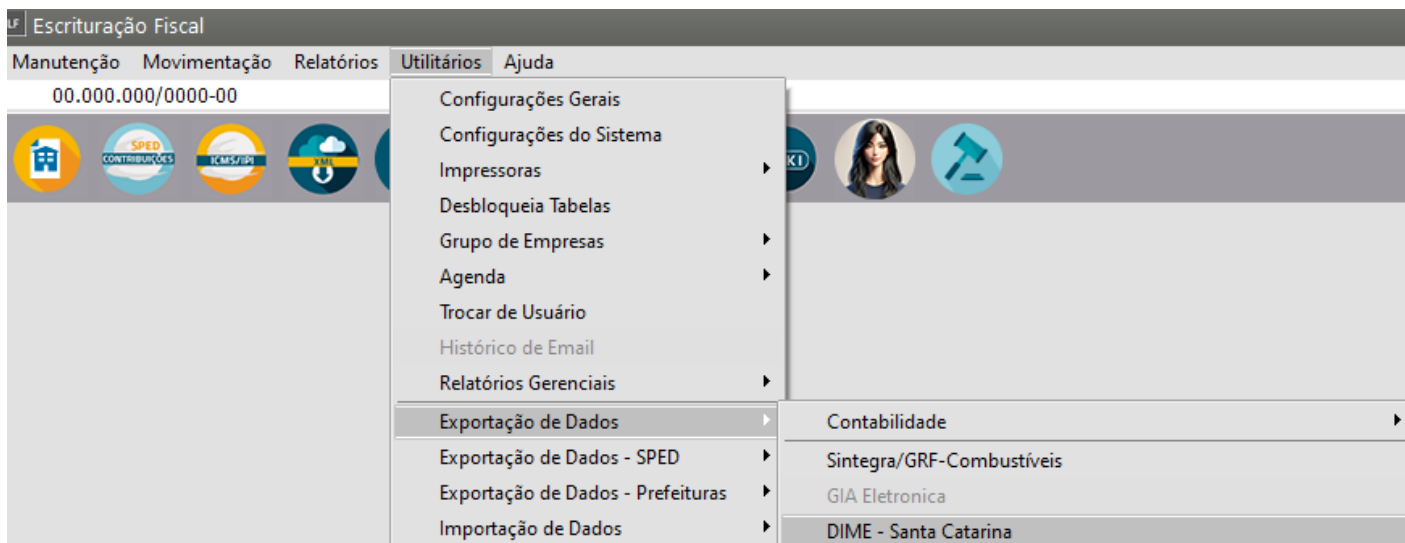 LF Escrituração Fiscal
Manutenção Movimentação Relatórios Utilitários Ajuda
00.000.000/0000-00
SPED
CONTRIBUIÇÕES
ICMS/IPI
XML
KI
Configurações Gerais
Configurações do Sistema
Impressoras
Desbloqueia Tabelas
Grupo de Empresas
Agenda
Trocar de Usuário
Histórico de Email
Relatórios Gerenciais
Exportação de Dados
Exportação de Dados - SPED
Exportação de Dados - Prefeituras
Importação de Dados
Contabilidade
Sintegra/GRF-Combustíveis
GIA Eletronica
DIME - Santa Catarina